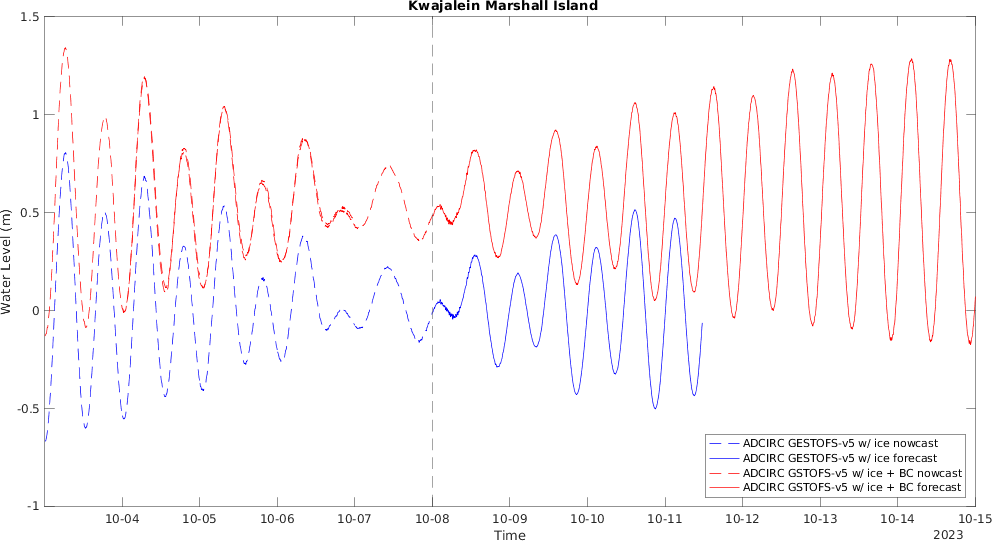 Kwajalein Marshall Island
1.5
1
0.5
0
-0.5
-1
Water Level (m)
10-04 10-05 10-06 10-07 10-08 10-09 10-10 10-11 10-12 10-13 10-14 10-15
Time
2023
ADCIRC GESTOFS-v5 w/ ice nowcast
ADCIRC GESTOFS-v5 w/ ice forecast
ADCIRC GSTOFS-v5 w/ ice + BC nowcast
ADCIRC GSTOFS-v5 w/ ice + BC forecast